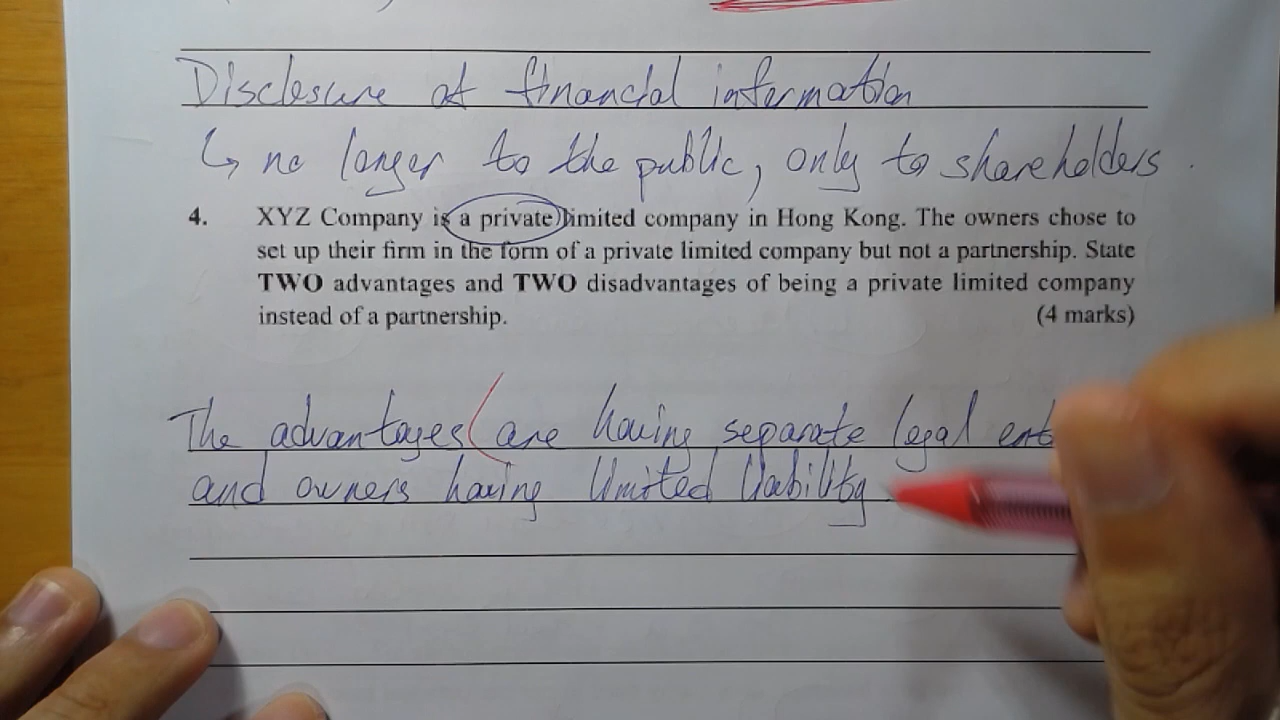 Disclosure of financial information
↳ no longer to the public, only to shareholders.
4. XYZ Company is a private limited company in Hong Kong. The owners chose to
set up their firm in the form of a private limited company but not a partnership. State
TWO advantages and TWO disadvantages of being a private limited company
instead of a partnership. (4 marks)
The advantages are having separate legal
and owners having limited liability